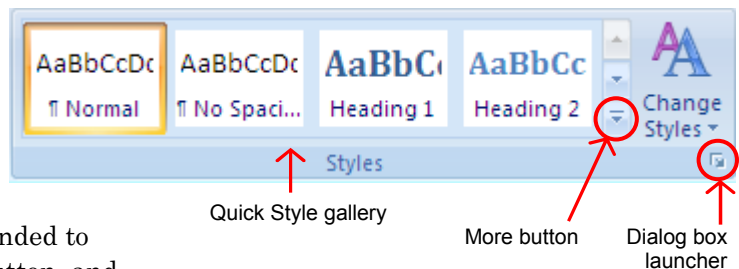 AaBbCcDc AaBbCcDc AaBbC AaBbCc
¶ Normal ¶ No Spaci... Heading 1 Heading 2
Change
Styles
Styles
Quick Style gallery
More button
Dialog box
launcher
nded to
tton, and